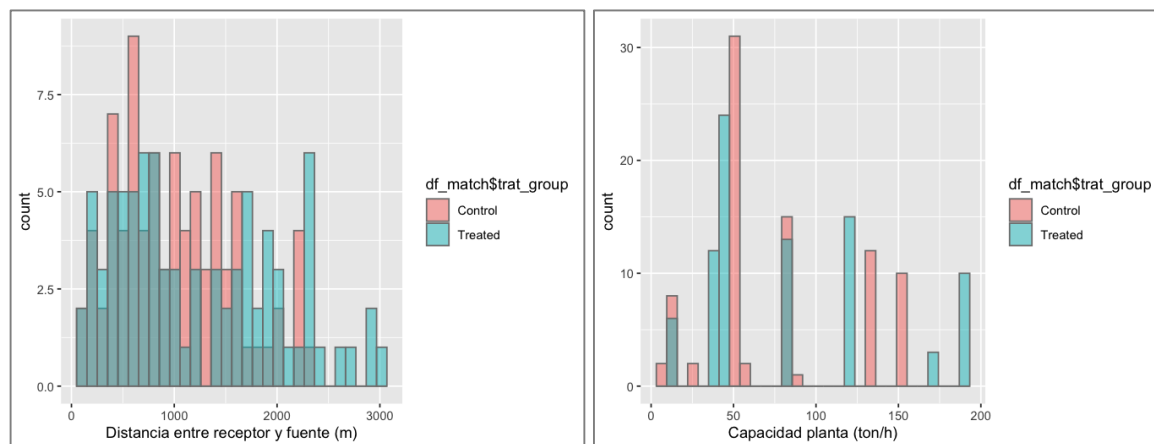 7.5
5.0
2.5
0.0
count
0
1000
2000
3000
Distancia entre receptor y fuente (m)
df_match$trat_group
Control
Treated
30
20
10
0
count
0
50
100
150
200
Capacidad planta (ton/h)
df_match$trat_group
Control
Treated